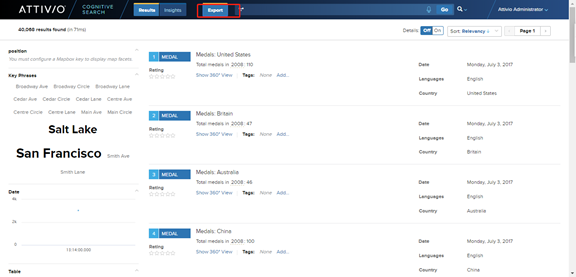 ATTIVIO COGNITIVE SEARCH Results Insights Export Go Attivio Administrator
40,068 results found (in 71ms) Details Off On Sort: Relevancy Page 1
position
You must configure a Mapbox key to display map facets
Key Phrases
Broadway Ave Broadway Circle Broadway Lane
Cedar Ave Cedar Circle Cedar Lane Centre Ave
Centre Circle Centre Lane Main Ave Main Circle
Salt Lake
San Francisco Smith Ave
Smith Lane
Date
4k
2k
0
13:14:00.000
Table
1 MEDAL Medals: United States
Total medals in 2008: 110
Rating
Show 360° View Tags: None Add...
Date Monday, July 3, 2017
Languages English
Country United States
2 MEDAL Medals: Britain
Total medals in 2008: 47
Rating
Show 360° View Tags: None Add...
Date Monday, July 3, 2017
Languages English
Country Britain
3 MEDAL Medals: Australia
Total medals in 2008: 46
Rating
Show 360° View Tags: None Add...
Date Monday, July 3, 2017
Languages English
Country Australia
4 MEDAL Medals: China
Total medals in 2008: 100
Rating
Show 360° View Tags: None Add...
Date Monday, July 3, 2017
Languages English
Country China